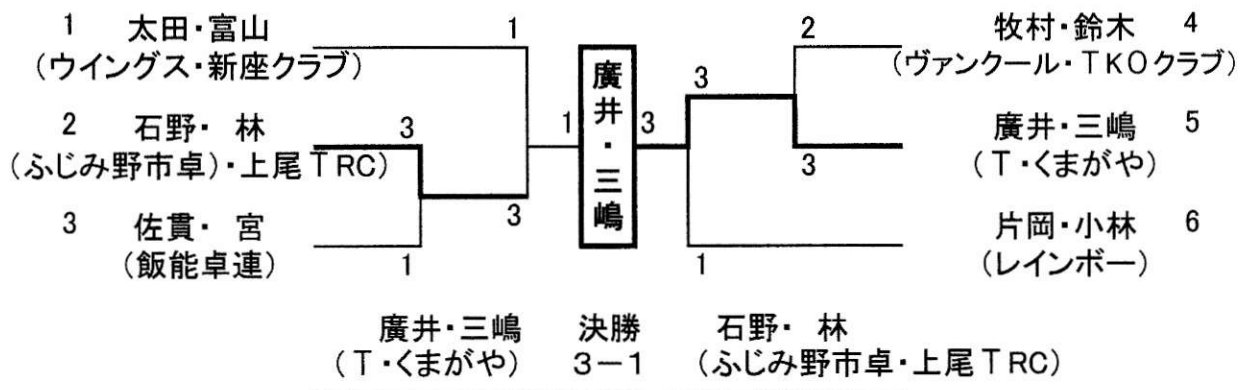 1 太田・富山
(ウイングス・新座クラブ)
2 石野・ 林
(ふじみ野市卓)・上尾TRC)
3 佐貫・ 宮
(飯能卓連)
1
3
3
1
1
廣井・三嶋
3
3
2
3
1
牧村・鈴木 4
(ヴァンクール・TKOクラブ)
廣井・三嶋 5
(T・くまがや)
片岡・小林 6
(レインボー)
廣井・三嶋 決勝 石野・ 林
(T・くまがや) 3-1 (ふじみ野市卓・上尾TRC)